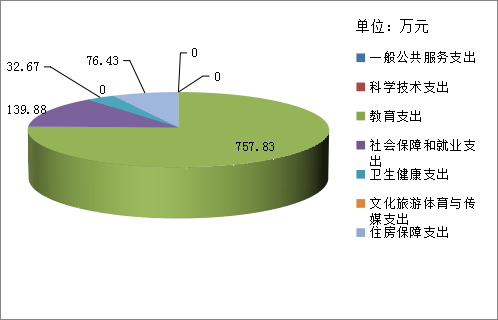 单位：万元
0
76.43
32.67
0
0
139.88
757.83
一般公共服务支出
科学技术支出
教育支出
社会保障和就业支
出
卫生健康支出
文化旅游体育与传
媒支出
住房保障支出